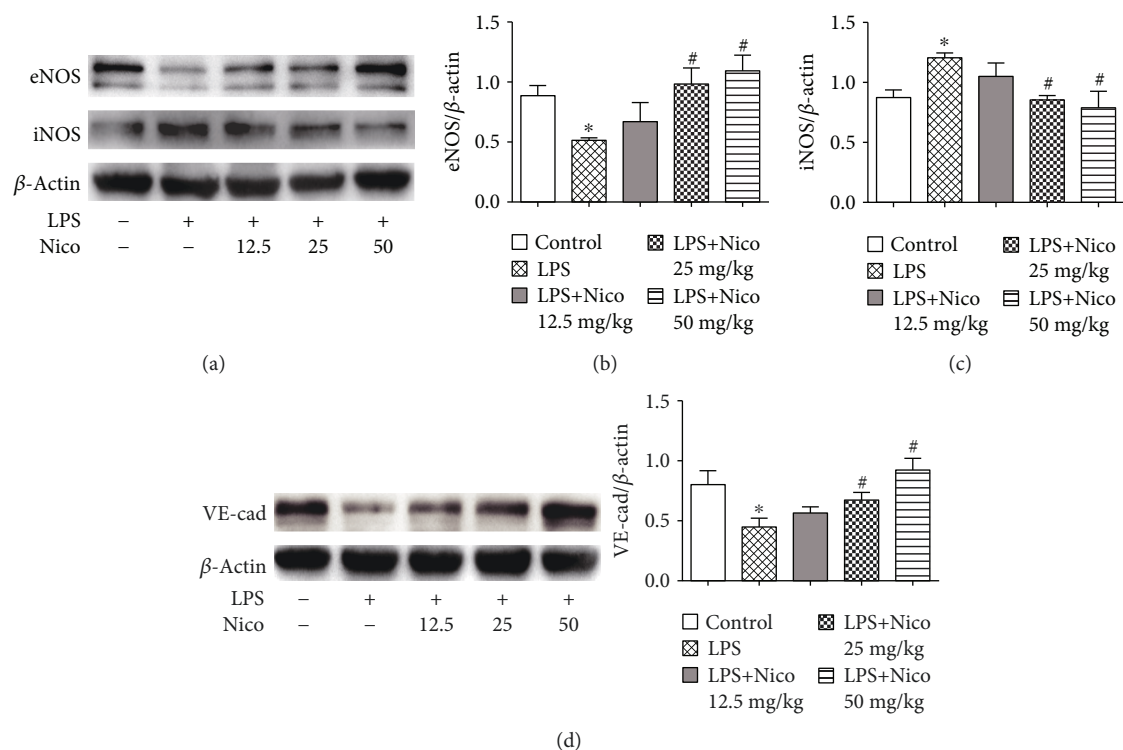 eNOS
iNOS
β-Actin
LPS – + + + +
Nico – – 12.5 25 50
(a)
eNOS/β-actin
1.5
1.0
0.5
0.0
*
#
#
Control
LPS
LPS+Nico
12.5 mg/kg
LPS+Nico
25 mg/kg
LPS+Nico
50 mg/kg
(b)
iNOS/β-actin
1.5
1.0
0.5
0.0
*
#
#
Control
LPS
LPS+Nico
12.5 mg/kg
LPS+Nico
25 mg/kg
LPS+Nico
50 mg/kg
(c)
VE-cad
β-Actin
LPS – + + + +
Nico – – 12.5 25 50
VE-cad/β-actin
1.5
1.0
0.5
0.0
*
#
#
Control
LPS
LPS+Nico
12.5 mg/kg
LPS+Nico
25 mg/kg
LPS+Nico
50 mg/kg
(d)